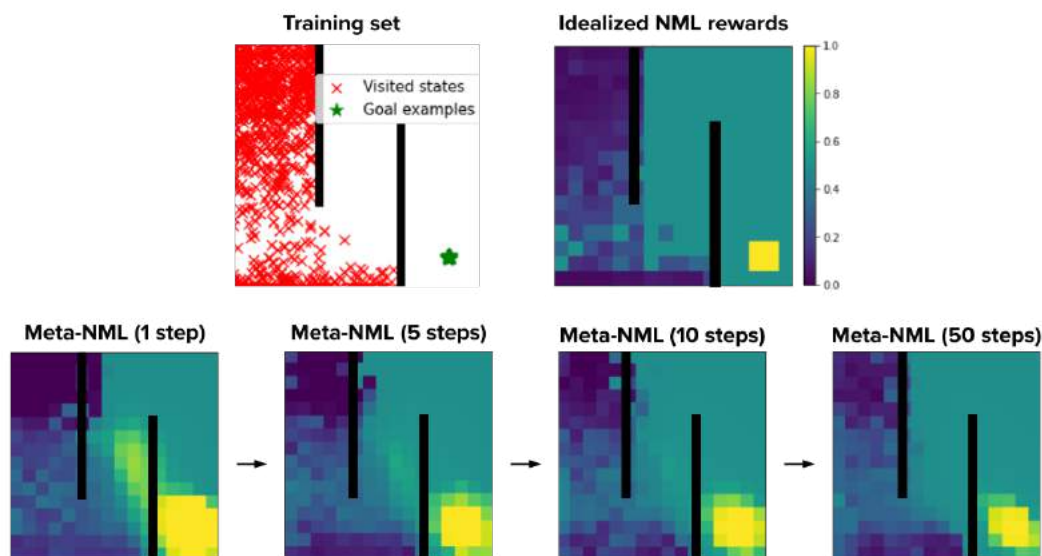 Training set
Idealized NML rewards
Visited states
Goal examples
1.0
0.8
0.6
0.4
0.2
0.0
Meta-NML (1 step)
Meta-NML (5 steps)
Meta-NML (10 steps)
Meta-NML (50 steps)